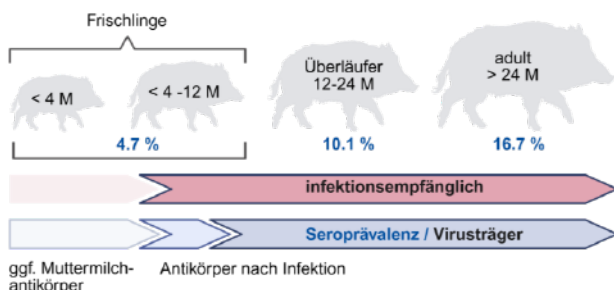 Frischlinge
< 4 M
< 4 -12 M
Überläufer
12-24 M
adult
> 24 M
4.7 %
10.1 %
16.7 %
infektionsempfänglich
Seroprävalenz / Virusträger
ggf. Muttermilch-
antikörper
Antikörper nach Infektion